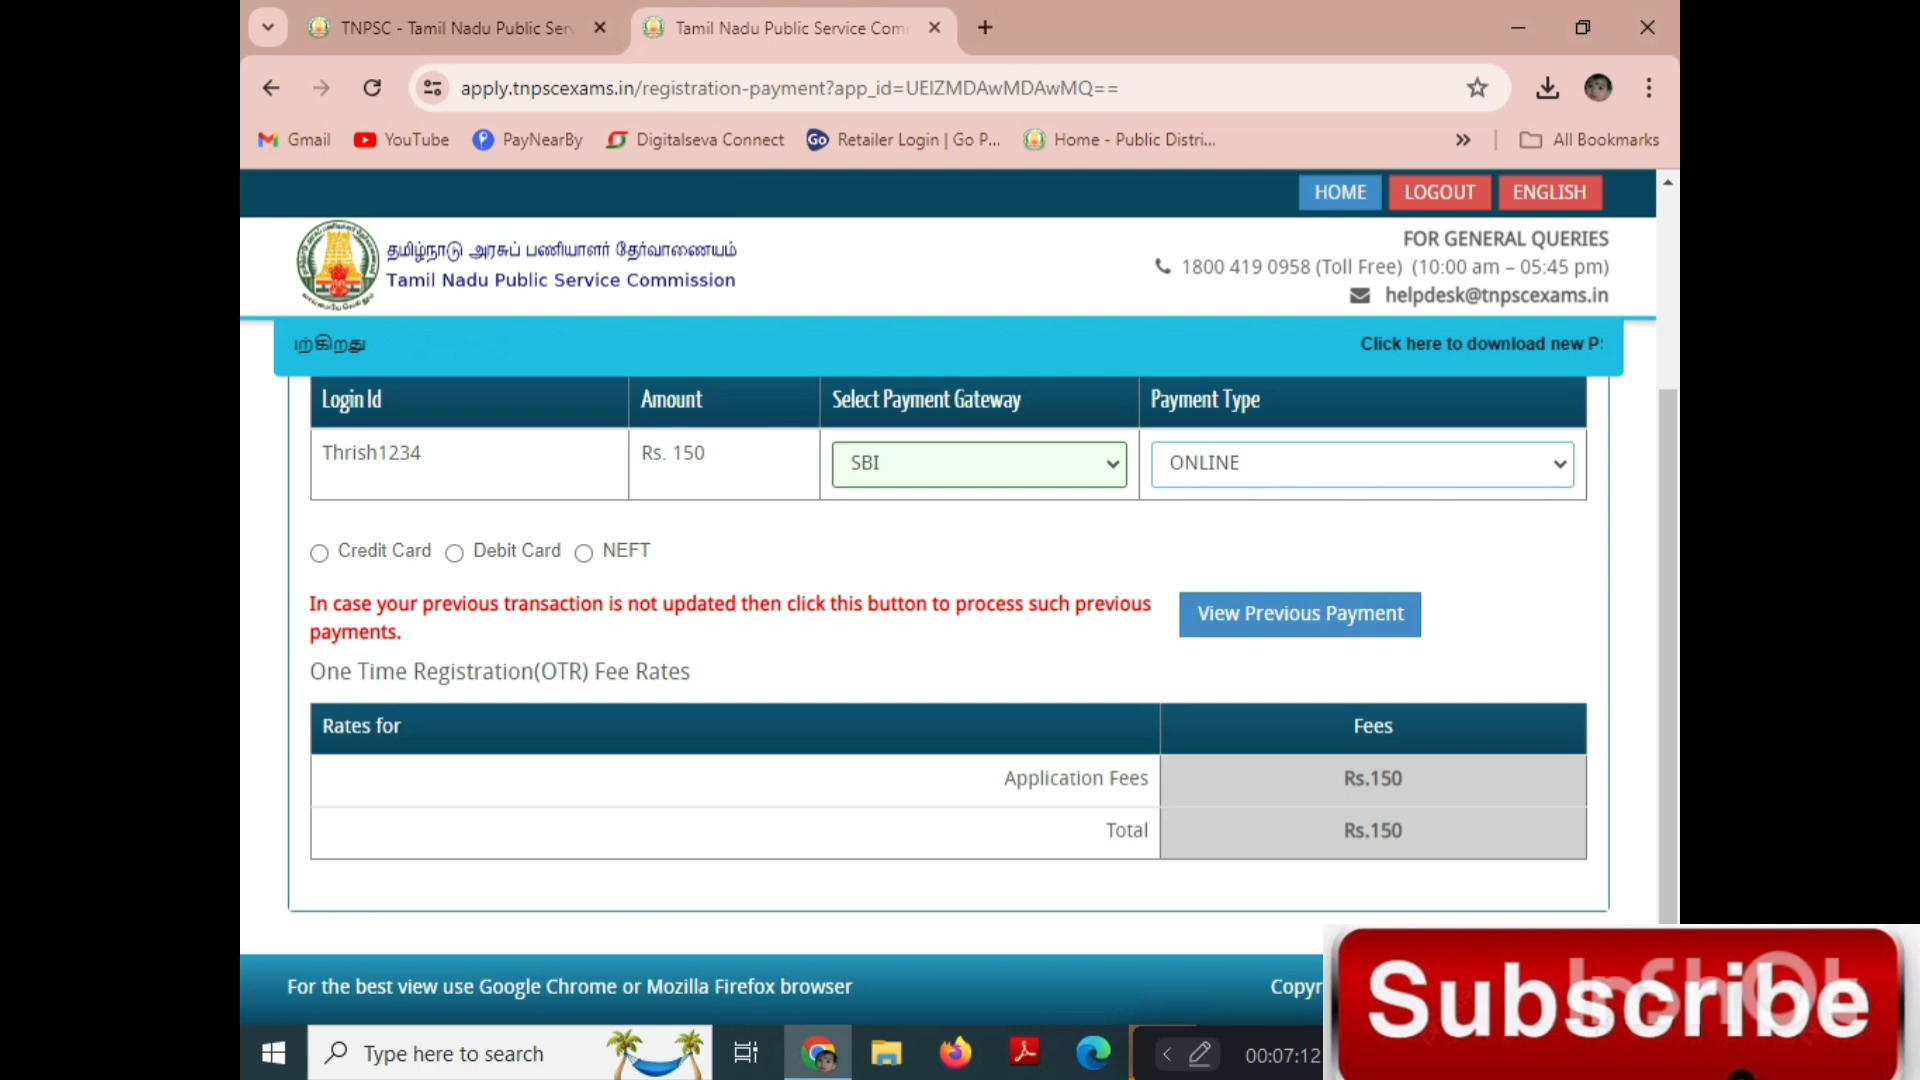 TNPSC - Tamil Nadu Public Ser
Tamil Nadu Public Service Com
apply.tnpscexams.in/registration-payment?app_id=UElZMDAwMDAwMQ==
Gmail
YouTube
PayNearBy
Digitalseva Connect
Go
Retailer Login | Go P...
Home - Public Distri...
All Bookmarks
HOME
LOGOUT
ENGLISH
தமிழ்நாடு அரசுப் பணியாளர் தேர்வாணையம்
Tamil Nadu Public Service Commission
FOR GENERAL QUERIES
1800 419 0958 (Toll Free) (10:00 am – 05:45 pm)
helpdesk@tnpscexams.in
ற்கிறது
Click here to download new P
Login Id
Amount
Select Payment Gateway
Payment Type
Thrish1234
Rs. 150
SBI
ONLINE
Credit Card
Debit Card
NEFT
In case your previous transaction is not updated then click this button to process such previous
payments.
View Previous Payment
One Time Registration(OTR) Fee Rates
Rates for
Fees
Application Fees
Rs.150
Total
Rs.150
For the best view use Google Chrome or Mozilla Firefox browser
Copyr
Subscribe
InShOt
Type here to search
00:07:12